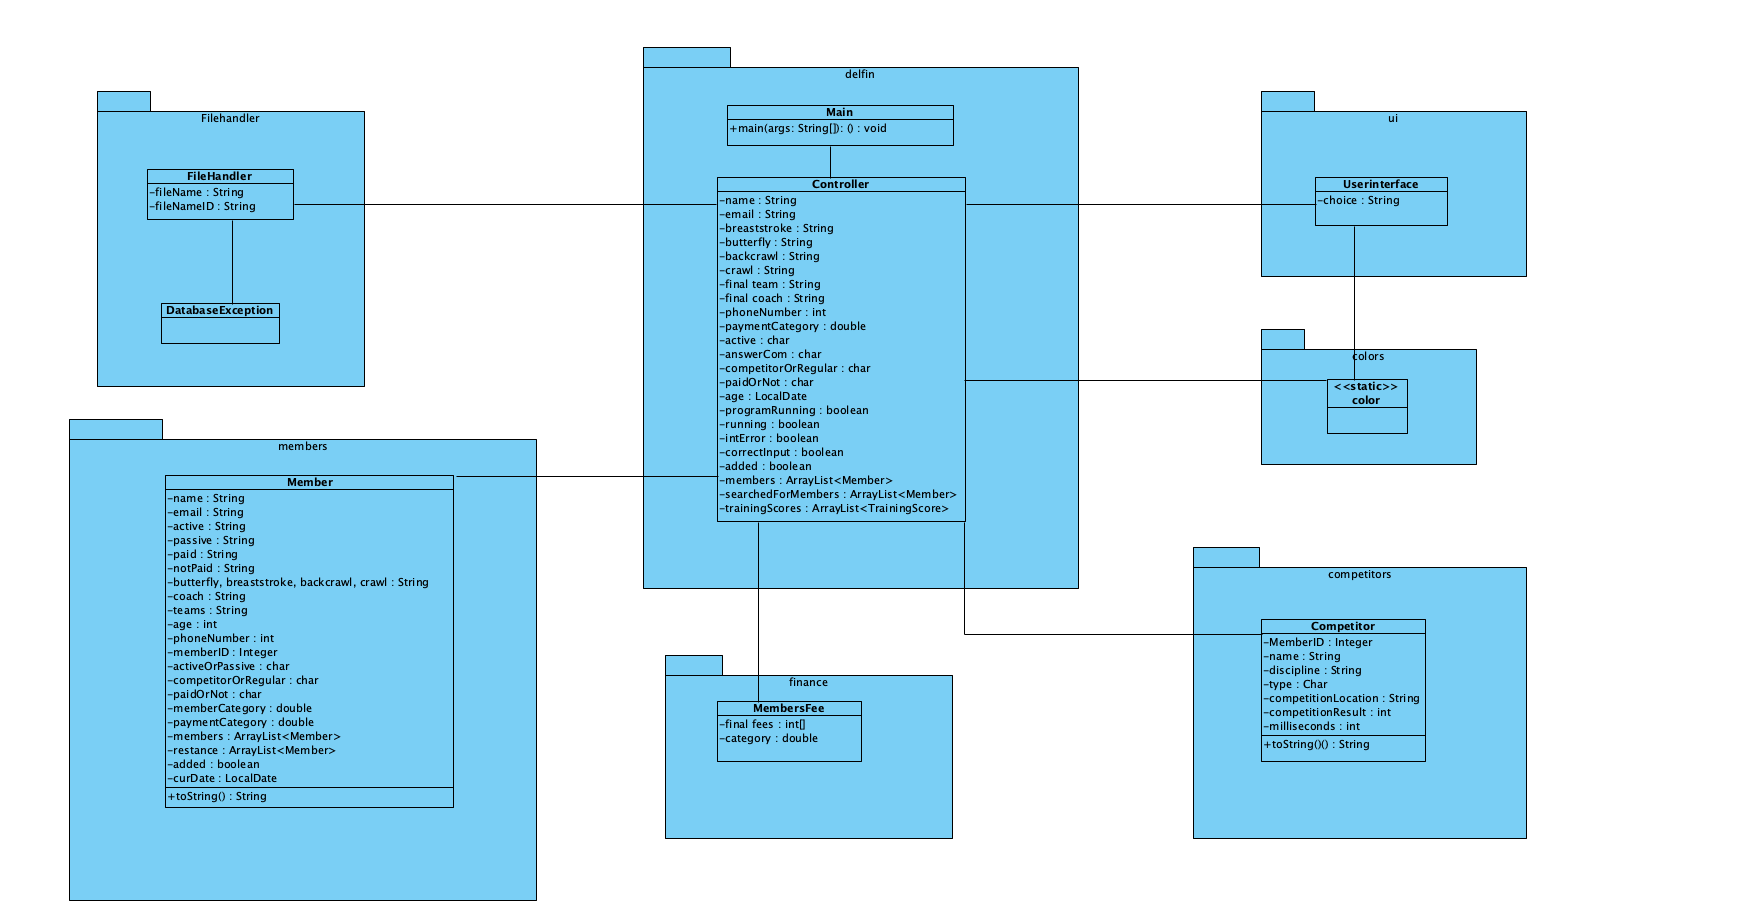 Filehandler
FileHandler
-fileName : String
-fileNameID : String
DatabaseException
delfin
Main
+main(args: String[]): () : void
Controller
-name : String
-email : String
-breaststroke : String
-butterfly : String
-backcrawl : String
-crawl : String
-final team : String
-final coach : String
-phoneNumber : int
-paymentCategory : double
-active : char
-answerCom : char
-competitorOrRegular : char
-paidOrNot : char
-age : LocalDate
-programRunning : boolean
-running : boolean
-intError : boolean
-correctInput : boolean
-added : boolean
-members : ArrayList<Member>
-searchedForMembers : ArrayList<Member>
-trainingScores : ArrayList<TrainingScore>
ui
Userinterface
-choice : String
colors
<<static>>
color
members
Member
-name : String
-email : String
-active : String
-passive : String
-paid : String
-notPaid : String
-butterfly, breaststroke, backcrawl, crawl : String
-coach : String
-teams : String
-age : int
-phoneNumber : int
-memberID : Integer
-activeOrPassive : char
-competitorOrRegular : char
-paidOrNot : char
-memberCategory : double
-paymentCategory : double
-members : ArrayList<Member>
-restance : ArrayList<Member>
-added : boolean
-curDate : LocalDate
+toString() : String
finance
MembersFee
-final fees : int[]
-category : double
competitors
Competitor
-MemberID : Integer
-name : String
-discipline : String
-type : Char
-competitionLocation : String
-competitionResult : int
-milliseconds : int
+toString()() : String